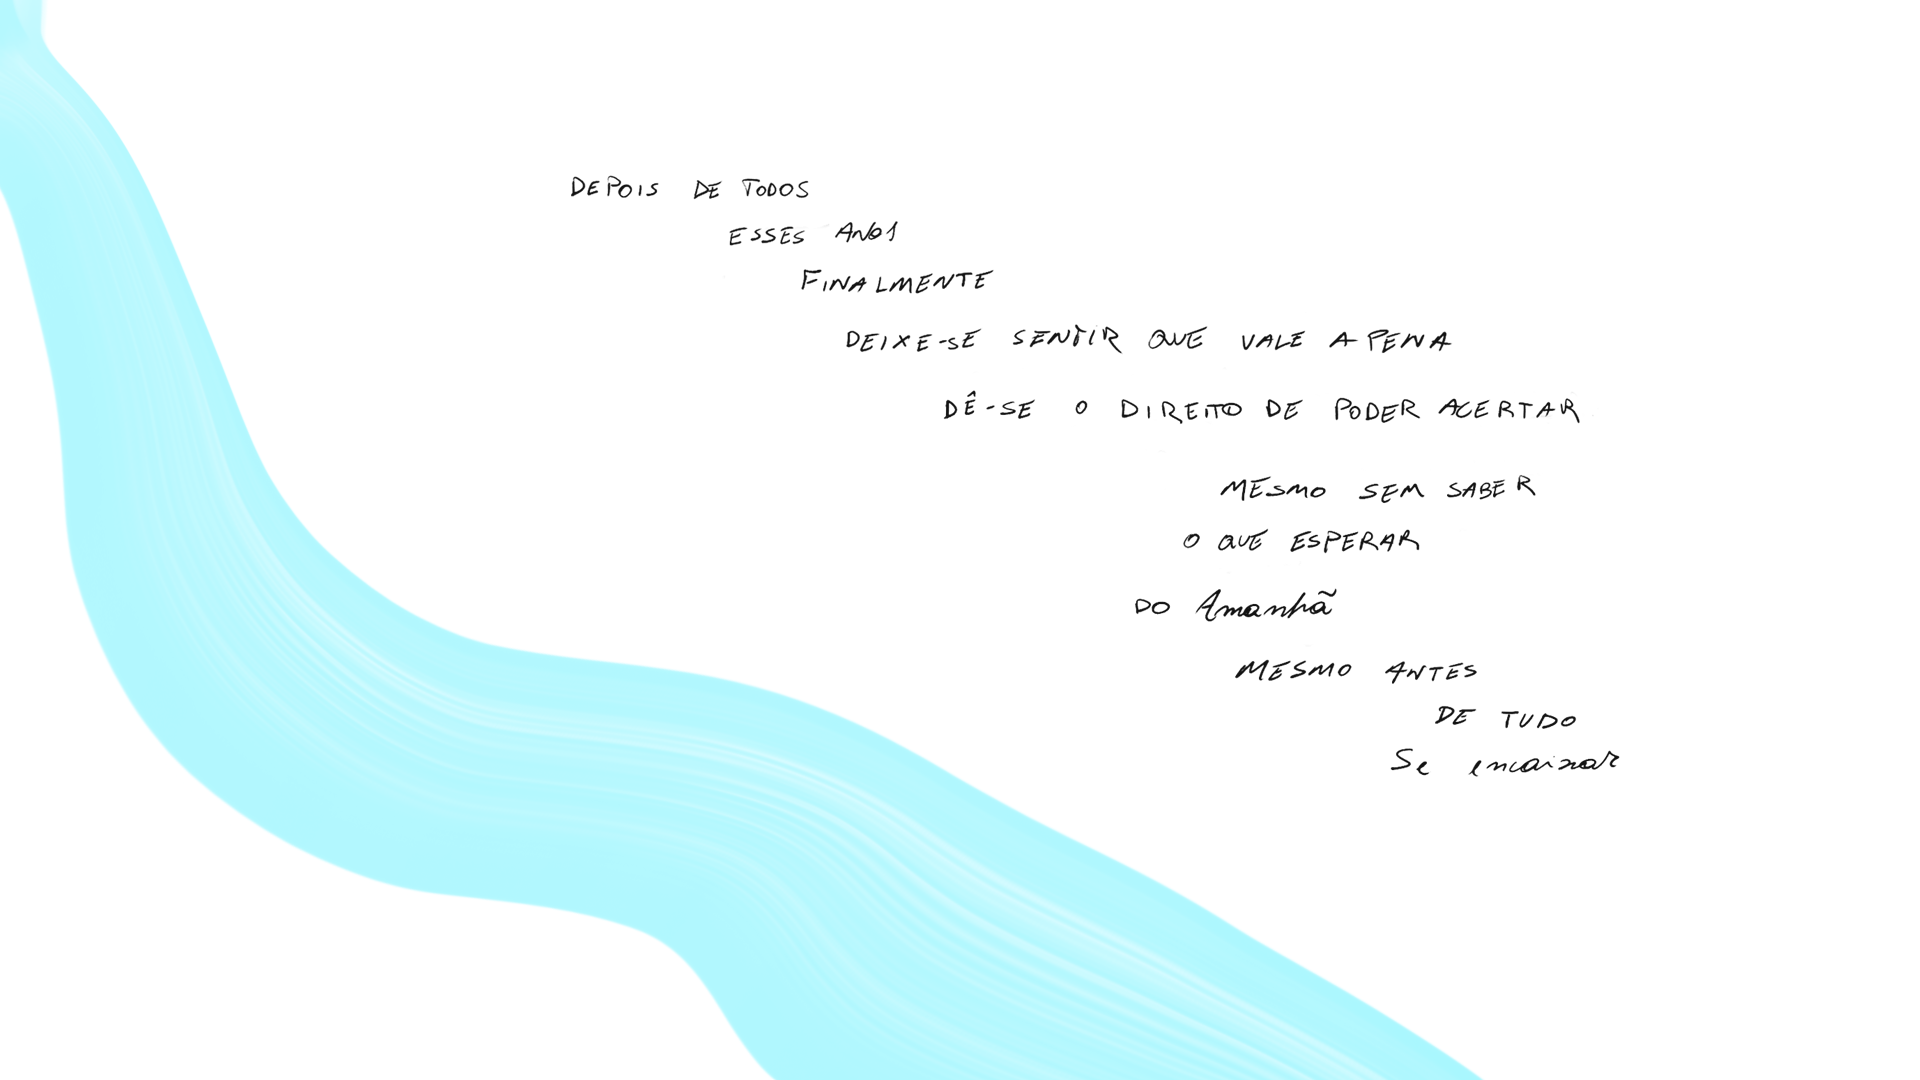 DEPOIS DE TODOS
ESSES ANOS
FINALMENTE
DEIXE-SE SENTIR QUE VALE A PENA
DÊ-SE O DIREITO DE PODER ACERTAR
MESMO SEM SABER
O QUE ESPERAR
DO Amanhã
MESMO ANTES
DE TUDO
Se encaixar